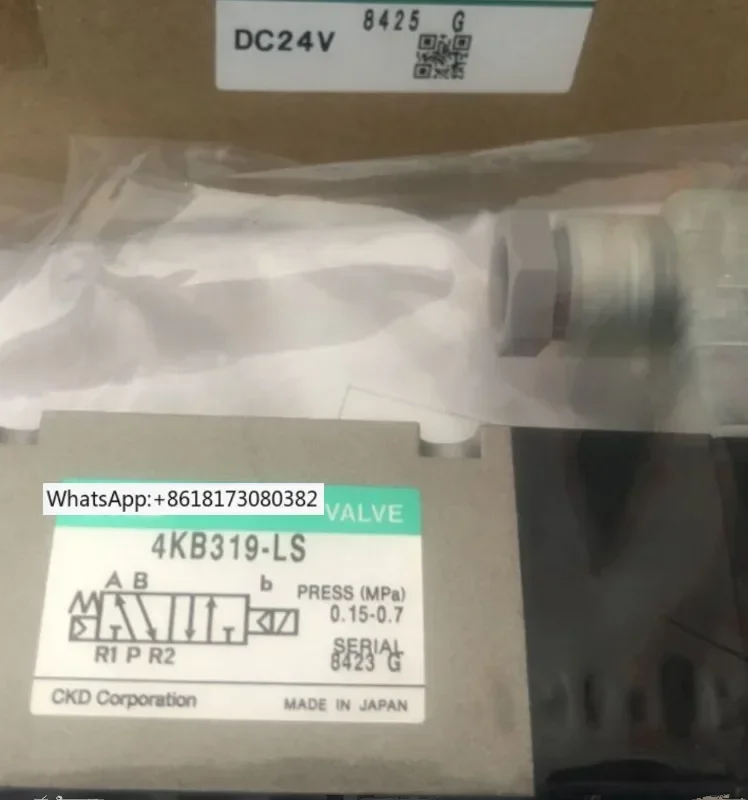 DC24V
8425 G
WhatsApp:+8618173080382
VALVE
4KB319-LS
A B
b
PRESS (MPa)
0.15-0.7
R1 P R2
SERIAL
8423 G
CKD Corporation
MADE IN JAPAN